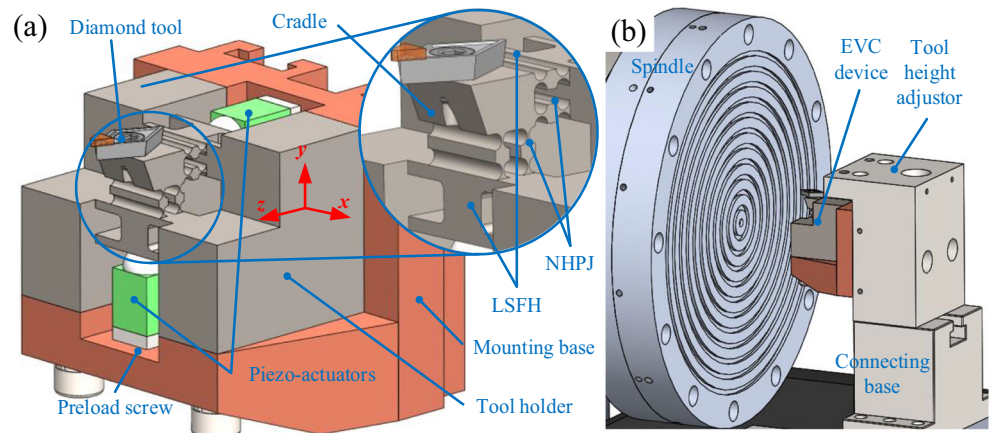 (a)
Diamond tool
Cradle
y
z
x
NHPJ
LSFH
Mounting base
Piezo-actuators
Preload screw
Tool holder
(b)
Spindle
EVC
device
Tool
height
adjustor
Connecting
base